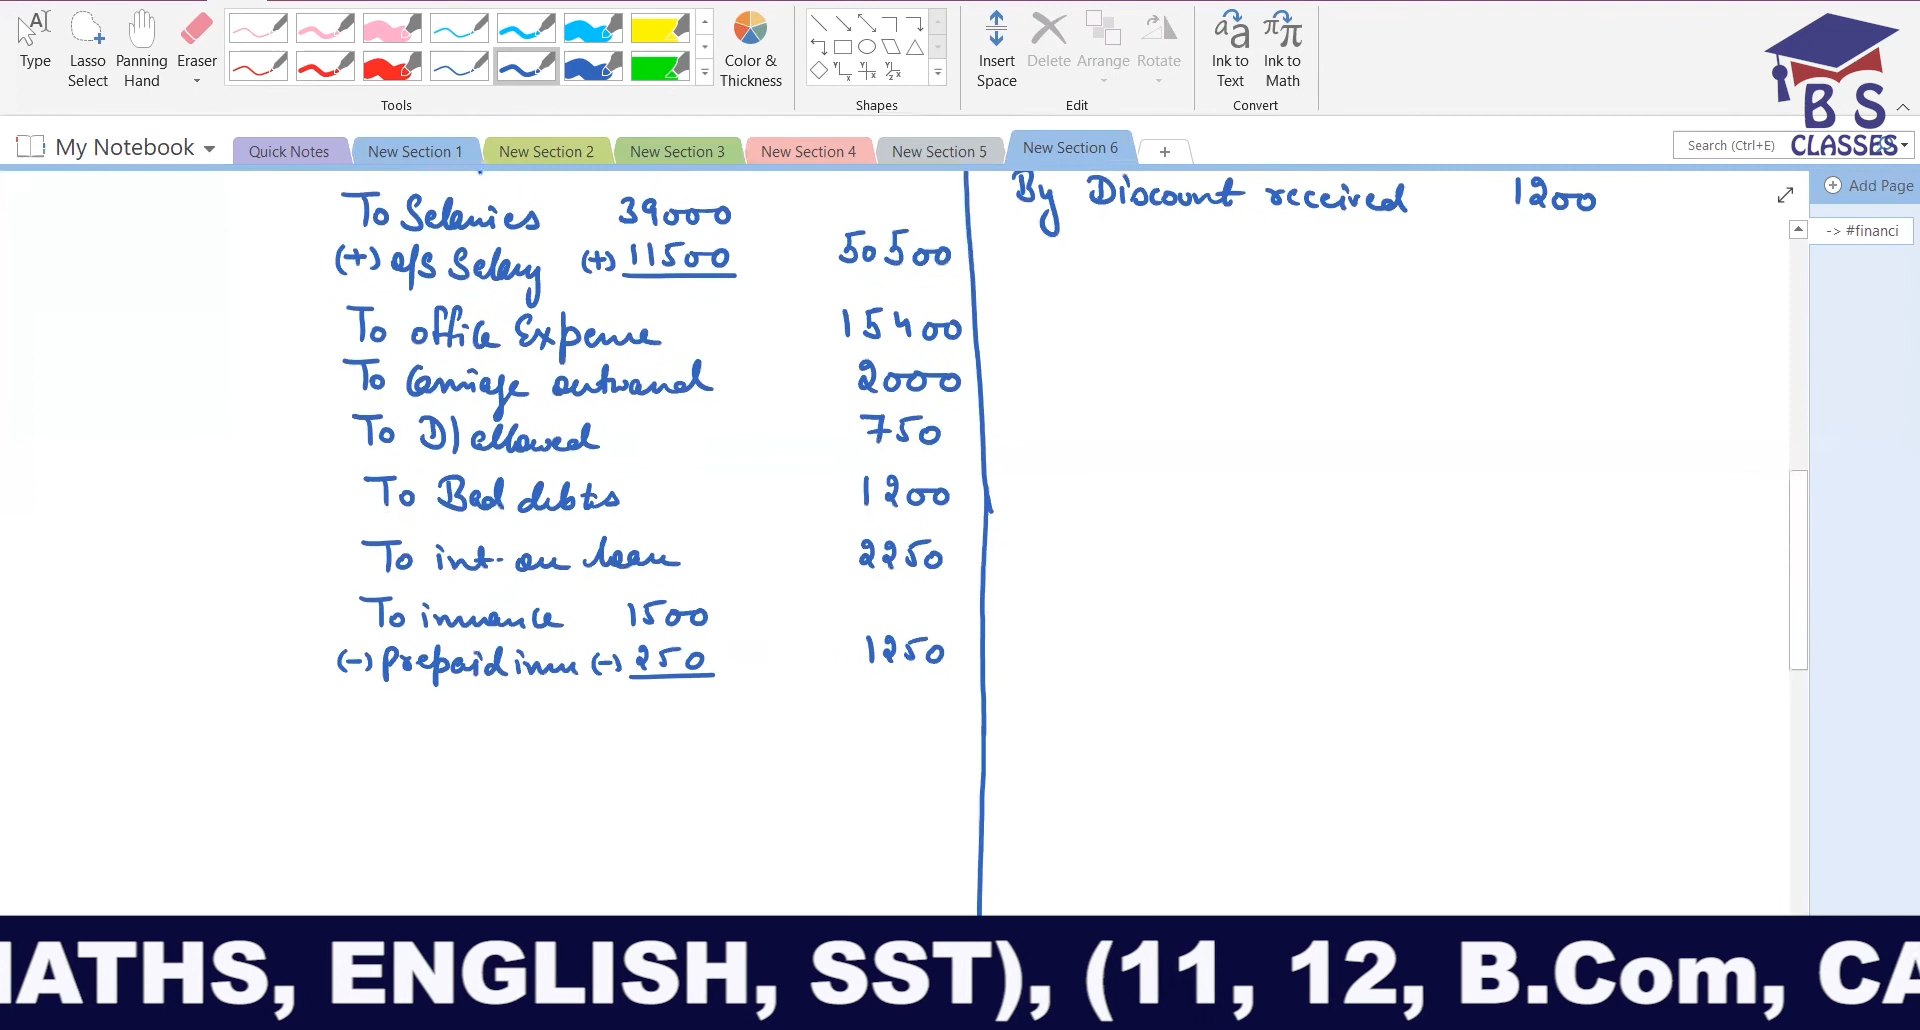 Type
Lasso Select
Panning Hand
Eraser
Color & Thickness
Insert Space
Delete
Arrange
Rotate
Ink to Text
Ink to Math
Tools
Shapes
Edit
Convert
BS
CLASSES
My Notebook
Quick Notes
New Section 1
New Section 2
New Section 3
New Section 4
New Section 5
New Section 6
Search (Ctrl+E)
Add Page
-> #financi
To Salaries 39000
(+) o/s Salary (+) 11500 50500
To office Expense 15400
To Carriage outward 2000
To D| allowed 750
To Bad debts 1200
To int. on loan 2250
To insurance 1500
(-) Prepaid insu (-) 250 1250
By Discount received 1200
MATHS, ENGLISH, SST), (11, 12, B.Com, CA